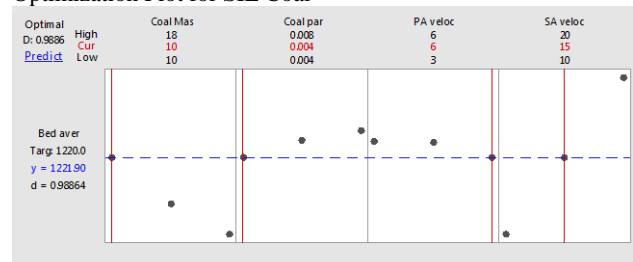 Optimization Plot for SIE Coal
Optimal
D: 0.9886
Predict
High
Cur
Low
Coal Mas
18
10
10
Coal par
0.008
0.004
0.004
PA veloc
6
6
3
SA veloc
20
15
10
Bed aver
Targ: 1220.0
y = 1221.90
d = 0.98864